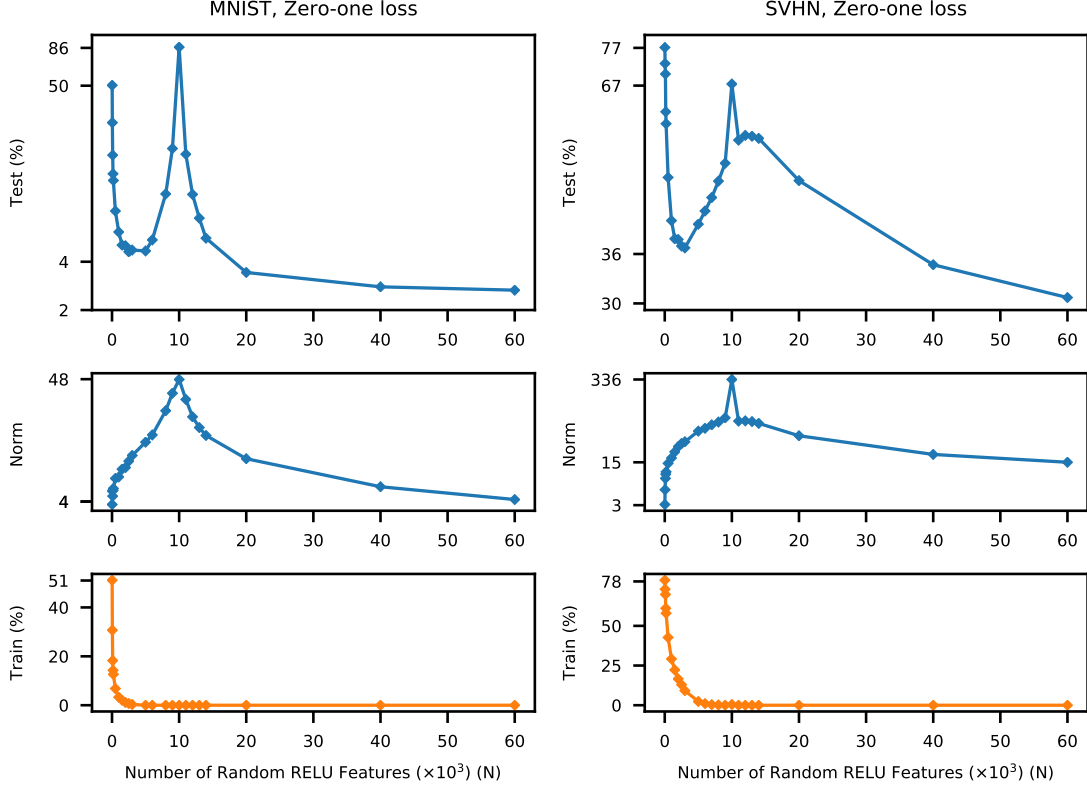 MNIST, Zero-one loss
Test (%)
86
50
4
2
0 10 20 30 40 50 60
Norm
48
4
0 10 20 30 40 50 60
Train (%)
51
40
20
0
0 10 20 30 40 50 60
Number of Random RELU Features (×10³) (N)
SVHN, Zero-one loss
Test (%)
77
67
36
30
0 10 20 30 40 50 60
Norm
336
15
3
0 10 20 30 40 50 60
Train (%)
78
50
25
0
0 10 20 30 40 50 60
Number of Random RELU Features (×10³) (N)